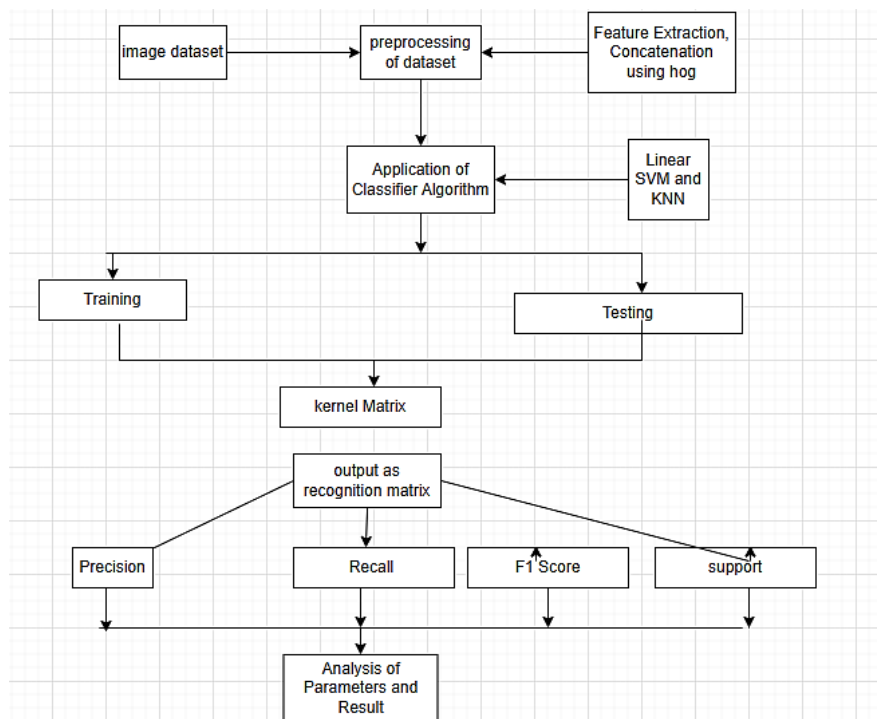 image dataset
preprocessing
of dataset
Feature Extraction,
Concatenation
using hog
Application of
Classifier Algorithm
Linear
SVM and
KNN
Training
Testing
kernel Matrix
output as
recognition matrix
Precision
Recall
F1 Score
support
Analysis of
Parameters and
Result